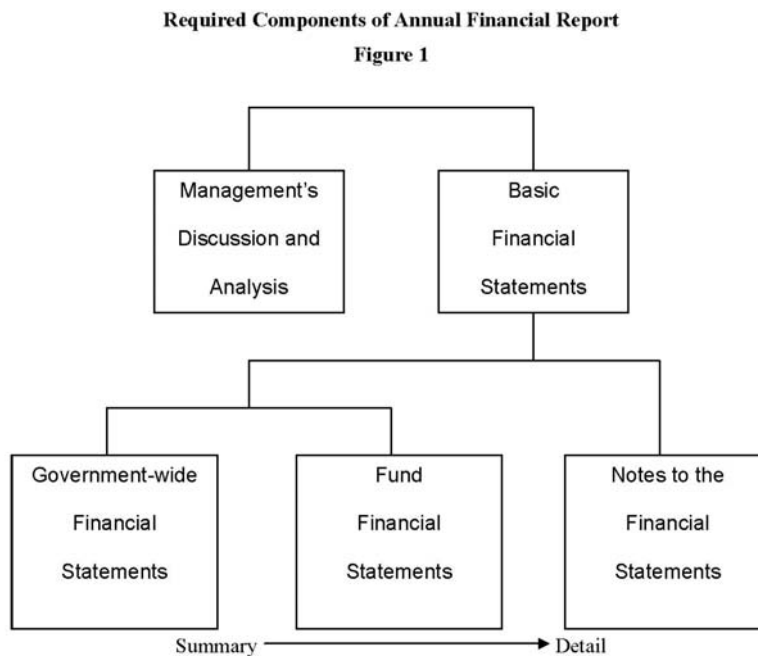 Required Components of Annual Financial Report
Figure 1
Management’s
Discussion and
Analysis
Basic
Financial
Statements
Government-wide
Financial
Statements
Fund
Financial
Statements
Notes to the
Financial
Statements
Summary
Detail